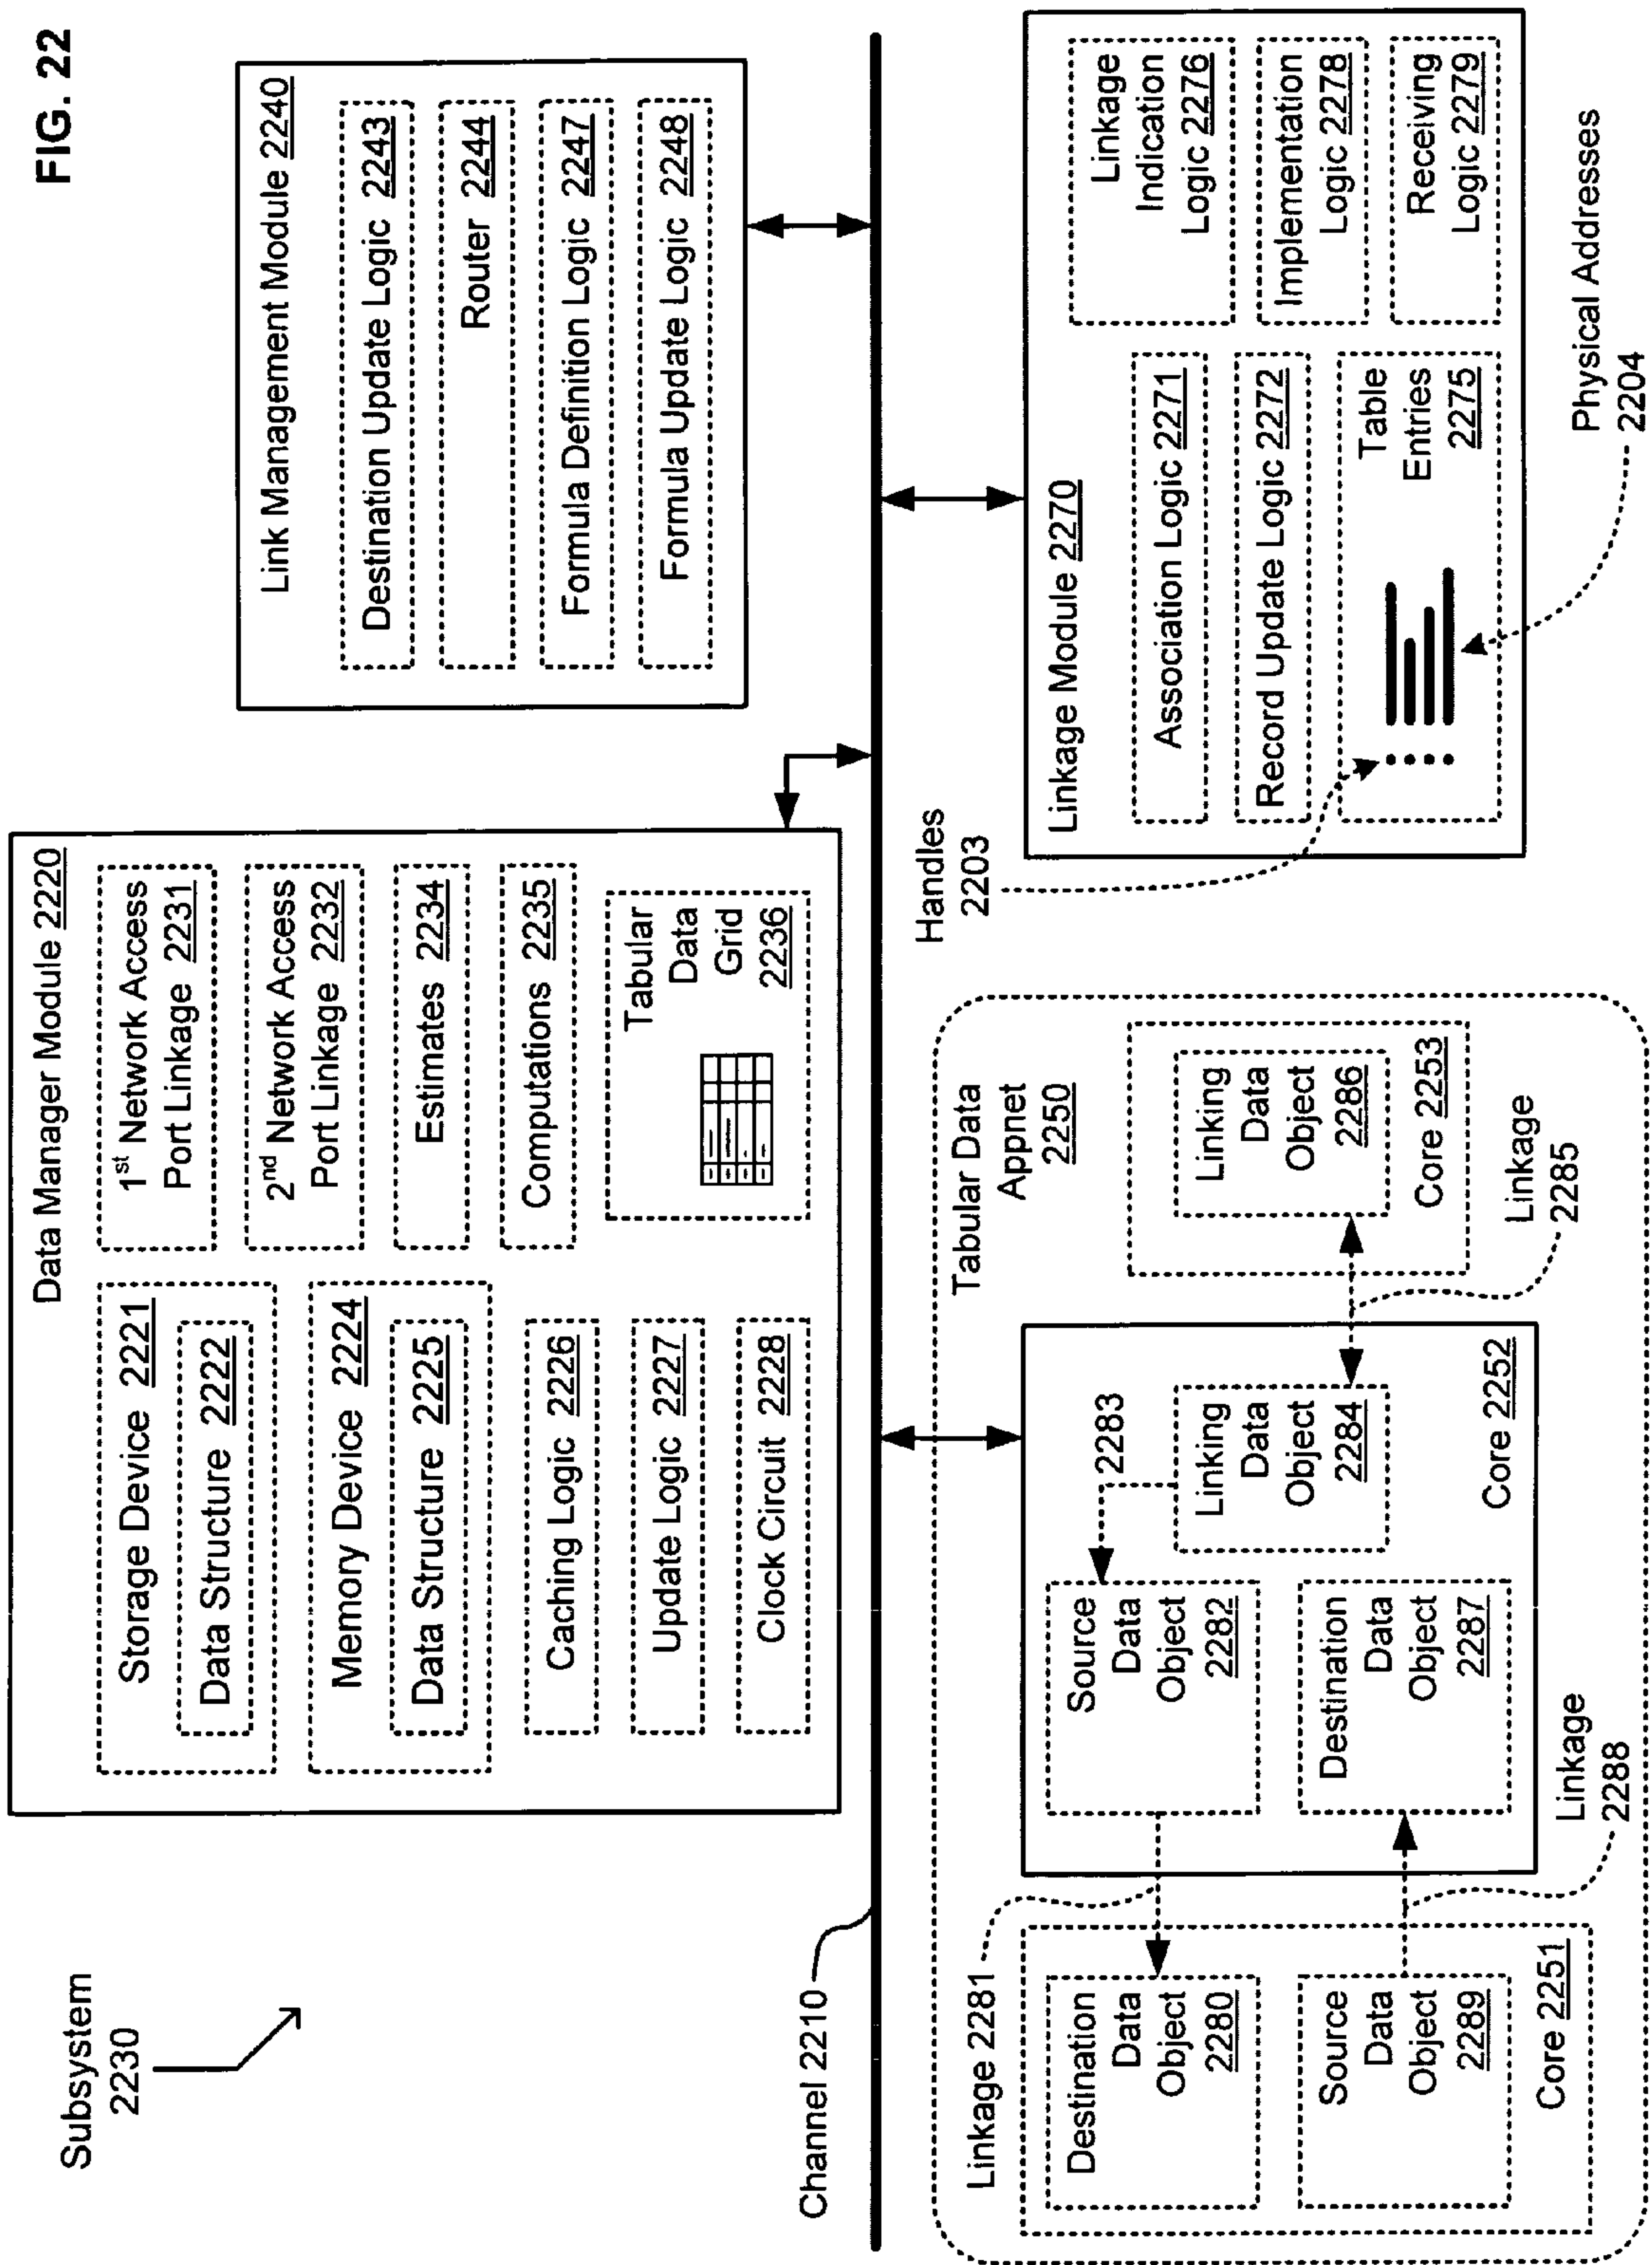 FIG. 22
Subsystem
2230
Data Manager Module 2220
Storage Device 2221
Data Structure 2222
Memory Device 2224
Data Structure 2225
Caching Logic 2226
Update Logic 2227
Clock Circuit 2228
1st Network Access
Port Linkage 2231
2nd Network Access
Port Linkage 2232
Estimates 2234
Computations 2235
Tabular
Data
Grid
2236
Link Management Module 2240
Destination Update Logic 2243
Router 2244
Formula Definition Logic 2247
Formula Update Logic 2248
Channel 2210
Tabular Data
Appnet
2250
Linkage 2281
Destination
Data
Object
2280
Source
Data
Object
2289
Core 2251
Source
Data
Object
2282
2283
Destination
Data
Object
2287
Linking
Data
Object
2284
Core 2252
Linkage
2288
Linking
Data
Object
2286
Core 2253
Linkage
2285
Handles
2203
Linkage Module 2270
Association Logic 2271
Record Update Logic 2272
Table
Entries
2275
Linkage
Indication
Logic 2276
Implementation
Logic 2278
Receiving
Logic 2279
Physical Addresses
2204